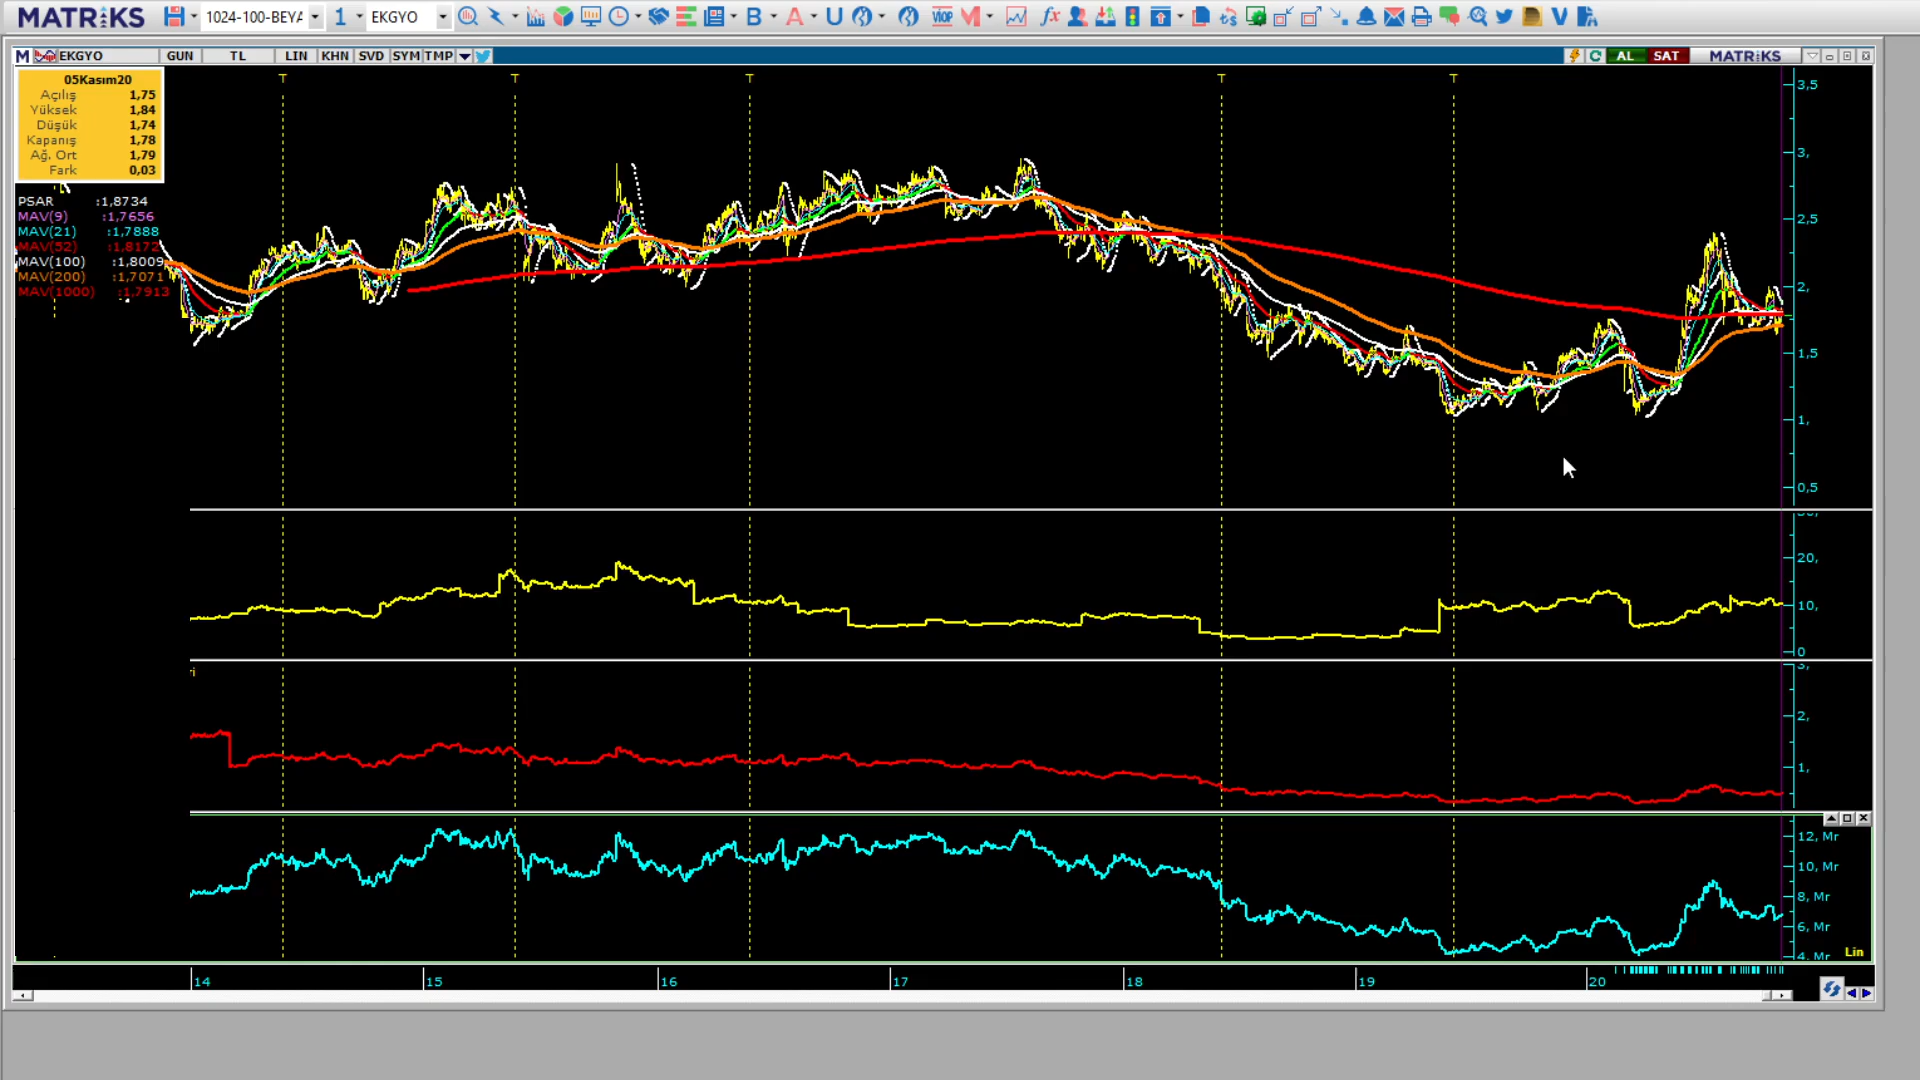 MATRiKS 1024-100-BEYA 1 EKGYO B A U VIOP M fx V
M EKGYO GUN TL LIN KHN SVD SYM TMP AL SAT MATRiKS
05Kasım20
Açılış 1,75
Yüksek 1,84
Düşük 1,74
Kapanış 1,78
Ağ. Ort 1,79
Fark 0,03
PSAR :1,8734
MAV(9) :1,7656
MAV(21) :1,7888
MAV(52) :1,8172
MAV(100) :1,8009
MAV(200) :1,7071
MAV(1000) :1,7913
T T T T T
3,5
3,
2,5
2,
1,5
1,
0,5
20,
10,
0
3,
2,
1,
12, Mr
10, Mr
8, Mr
6, Mr
4, Mr
Lin
14 15 16 17 18 19 20